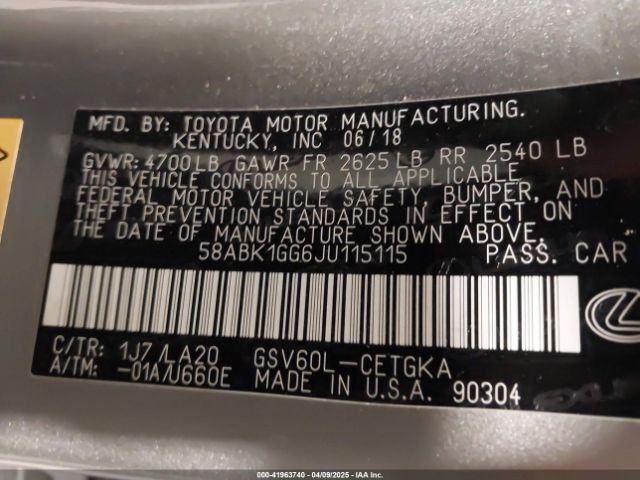 MFD. BY: TOYOTA MOTOR MANUFACTURING.
KENTUCKY, INC 06/18
GVWR: 4700 LB GAWR FR 2625 LB RR 2540 LB
THIS VEHICLE CONFORMS TO ALL APPLICABLE
FEDERAL MOTOR VEHICLE SAFETY, BUMPER, AND
THEFT PREVENTION STANDARDS IN EFFECT ON
THE DATE OF MANUFACTURE SHOWN ABOVE.
58ABK1GG6JU115115 PASS. CAR
C/TR: 1J7/LA20 GSV60L-CETGKA
A/TM: -01A/U660E MADE IN U.S.A. 90304
000-41963740 - 04/09/2025 - IAA Inc.